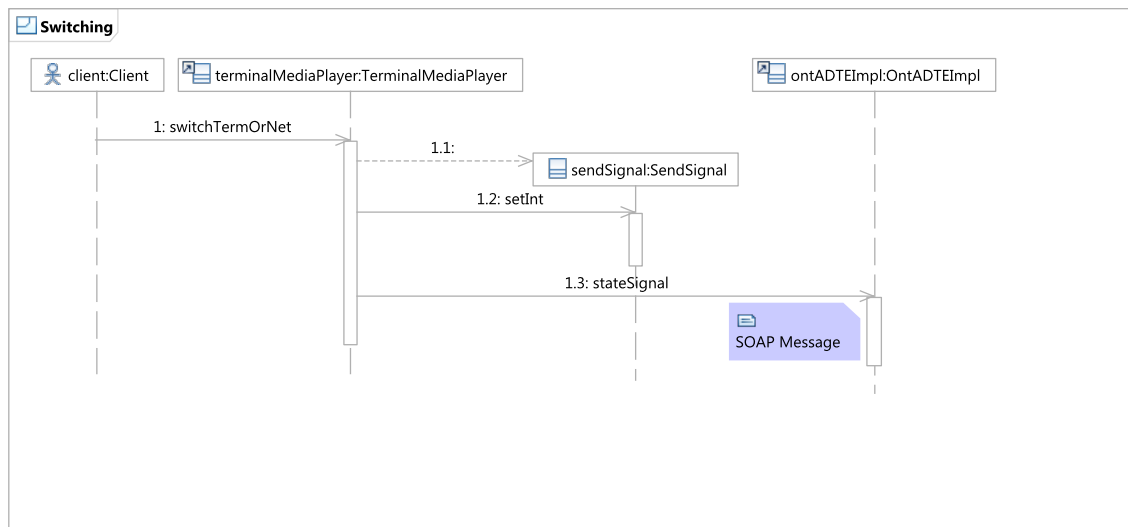 Switching
client:Client
terminalMediaPlayer:TerminalMediaPlayer
ontADTEImpl:OntADTEImpl
1: switchTermOrNet
1.1:
sendSignal:SendSignal
1.2: setInt
1.3: stateSignal
SOAP Message